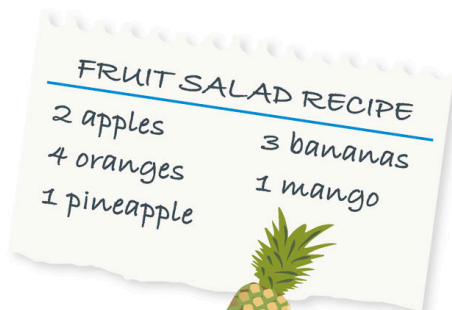 FRUIT SALAD RECIPE
2 apples
4 oranges
1 pineapple
3 bananas
1 mango